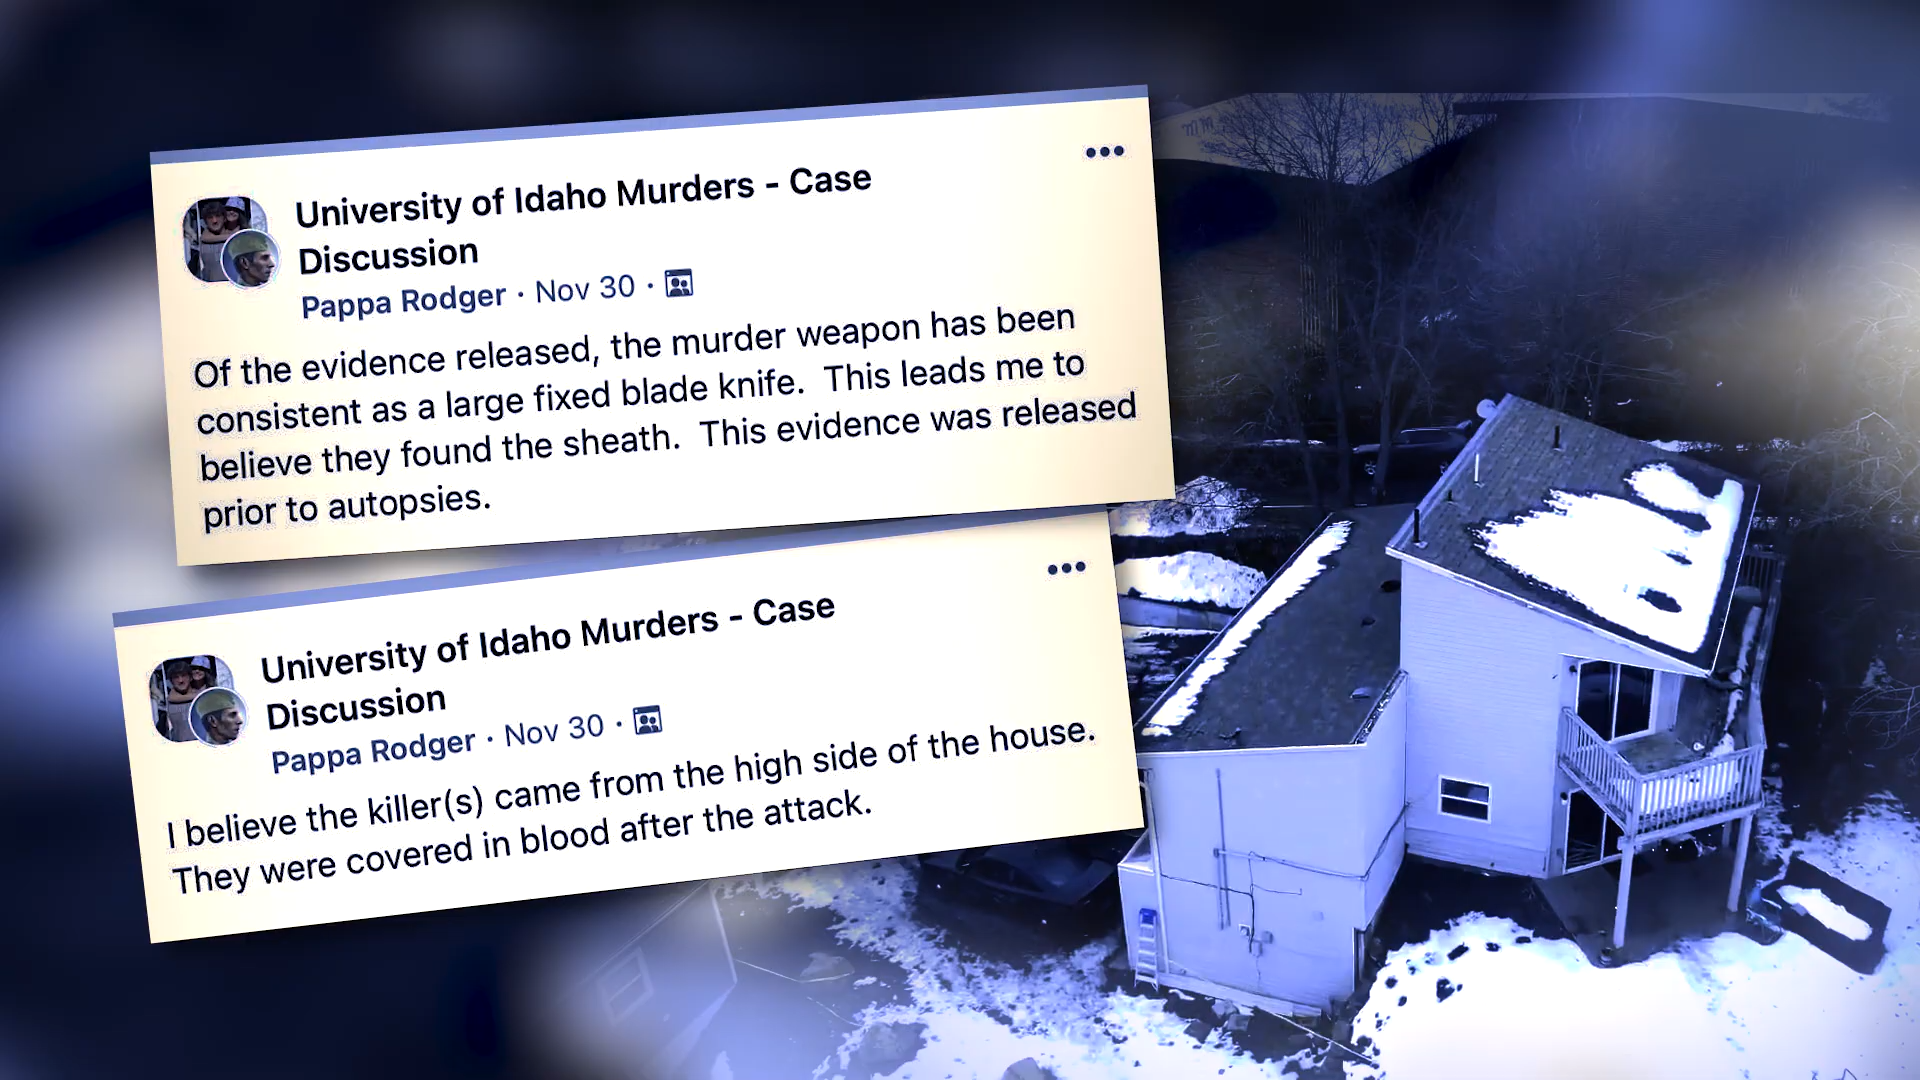 University of Idaho Murders - Case
Discussion
Pappa Rodger · Nov 30 ·
Of the evidence released, the murder weapon has been
consistent as a large fixed blade knife.  This leads me to
believe they found the sheath.  This evidence was released
prior to autopsies.
University of Idaho Murders - Case
Discussion
Pappa Rodger · Nov 30 ·
I believe the killer(s) came from the high side of the house.
They were covered in blood after the attack.